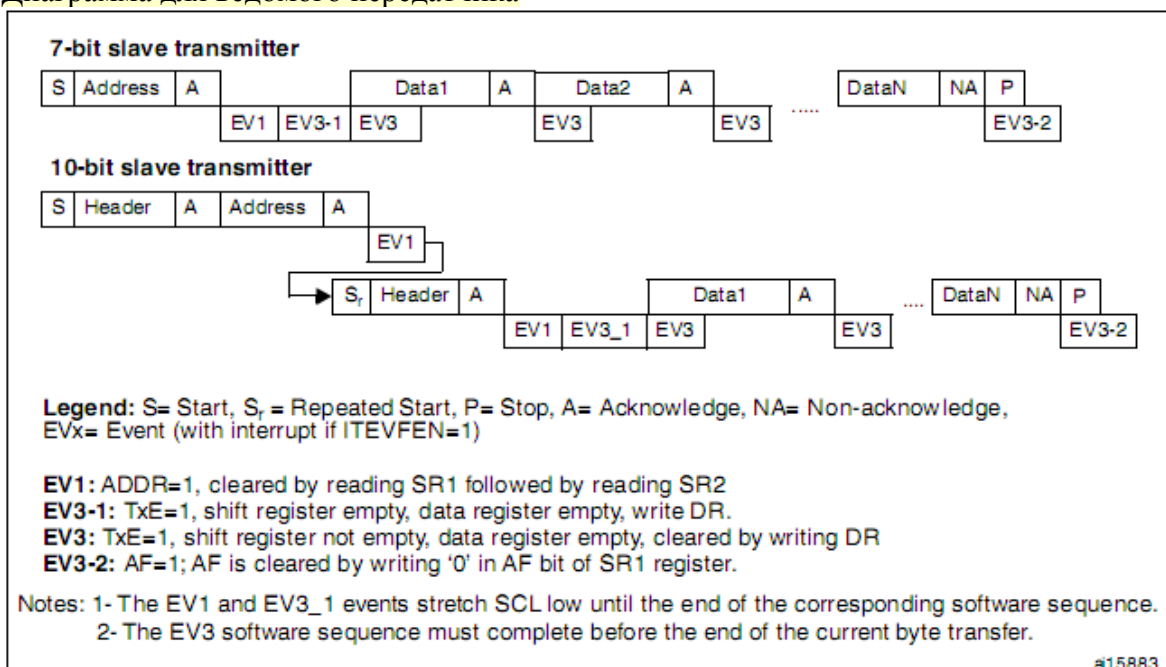 Диаграмма для ведомого передатчика
7-bit slave transmitter
S Address A Data1 A Data2 A ..... DataN NA P
EV1 EV3-1 EV3 EV3 EV3 EV3-2
10-bit slave transmitter
S Header A Address A
EV1
Sr Header A Data1 A .... DataN NA P
EV1 EV3_1 EV3 EV3 EV3-2
Legend: S= Start, Sr = Repeated Start, P= Stop, A= Acknowledge, NA= Non-acknowledge,
EVx= Event (with interrupt if ITEVFEN=1)
EV1: ADDR=1, cleared by reading SR1 followed by reading SR2
EV3-1: TxE=1, shift register empty, data register empty, write DR.
EV3: TxE=1, shift register not empty, data register empty, cleared by writing DR
EV3-2: AF=1; AF is cleared by writing ‘0’ in AF bit of SR1 register.
Notes: 1- The EV1 and EV3_1 events stretch SCL low until the end of the corresponding software sequence.
2- The EV3 software sequence must complete before the end of the current byte transfer.
ai15883